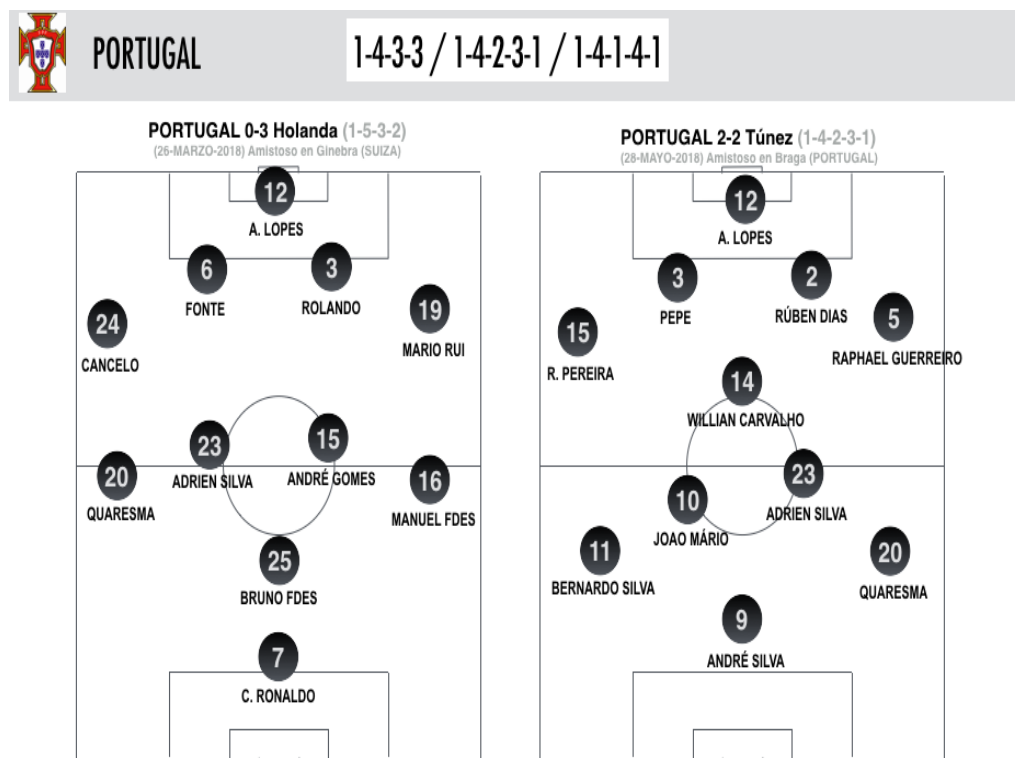 PORTUGAL
1-4-3-3 / 1-4-2-3-1 / 1-4-1-4-1
PORTUGAL 0-3 Holanda (1-5-3-2)
(26-MARZO-2018) Amistoso en Ginebra (SUIZA)
12
A. LOPES
6
FONTE
3
ROLANDO
24
CANCELO
19
MARIO RUI
23
ADRIEN SILVA
15
ANDRÉ GOMES
20
QUARESMA
16
MANUEL FDES
25
BRUNO FDES
7
C. RONALDO
PORTUGAL 2-2 Túnez (1-4-2-3-1)
(28-MAYO-2018) Amistoso en Braga (PORTUGAL)
12
A. LOPES
3
PEPE
2
RÚBEN DIAS
15
R. PEREIRA
5
RAPHAEL GUERREIRO
14
WILLIAN CARVALHO
10
JOAO MÁRIO
23
ADRIEN SILVA
11
BERNARDO SILVA
20
QUARESMA
9
ANDRÉ SILVA